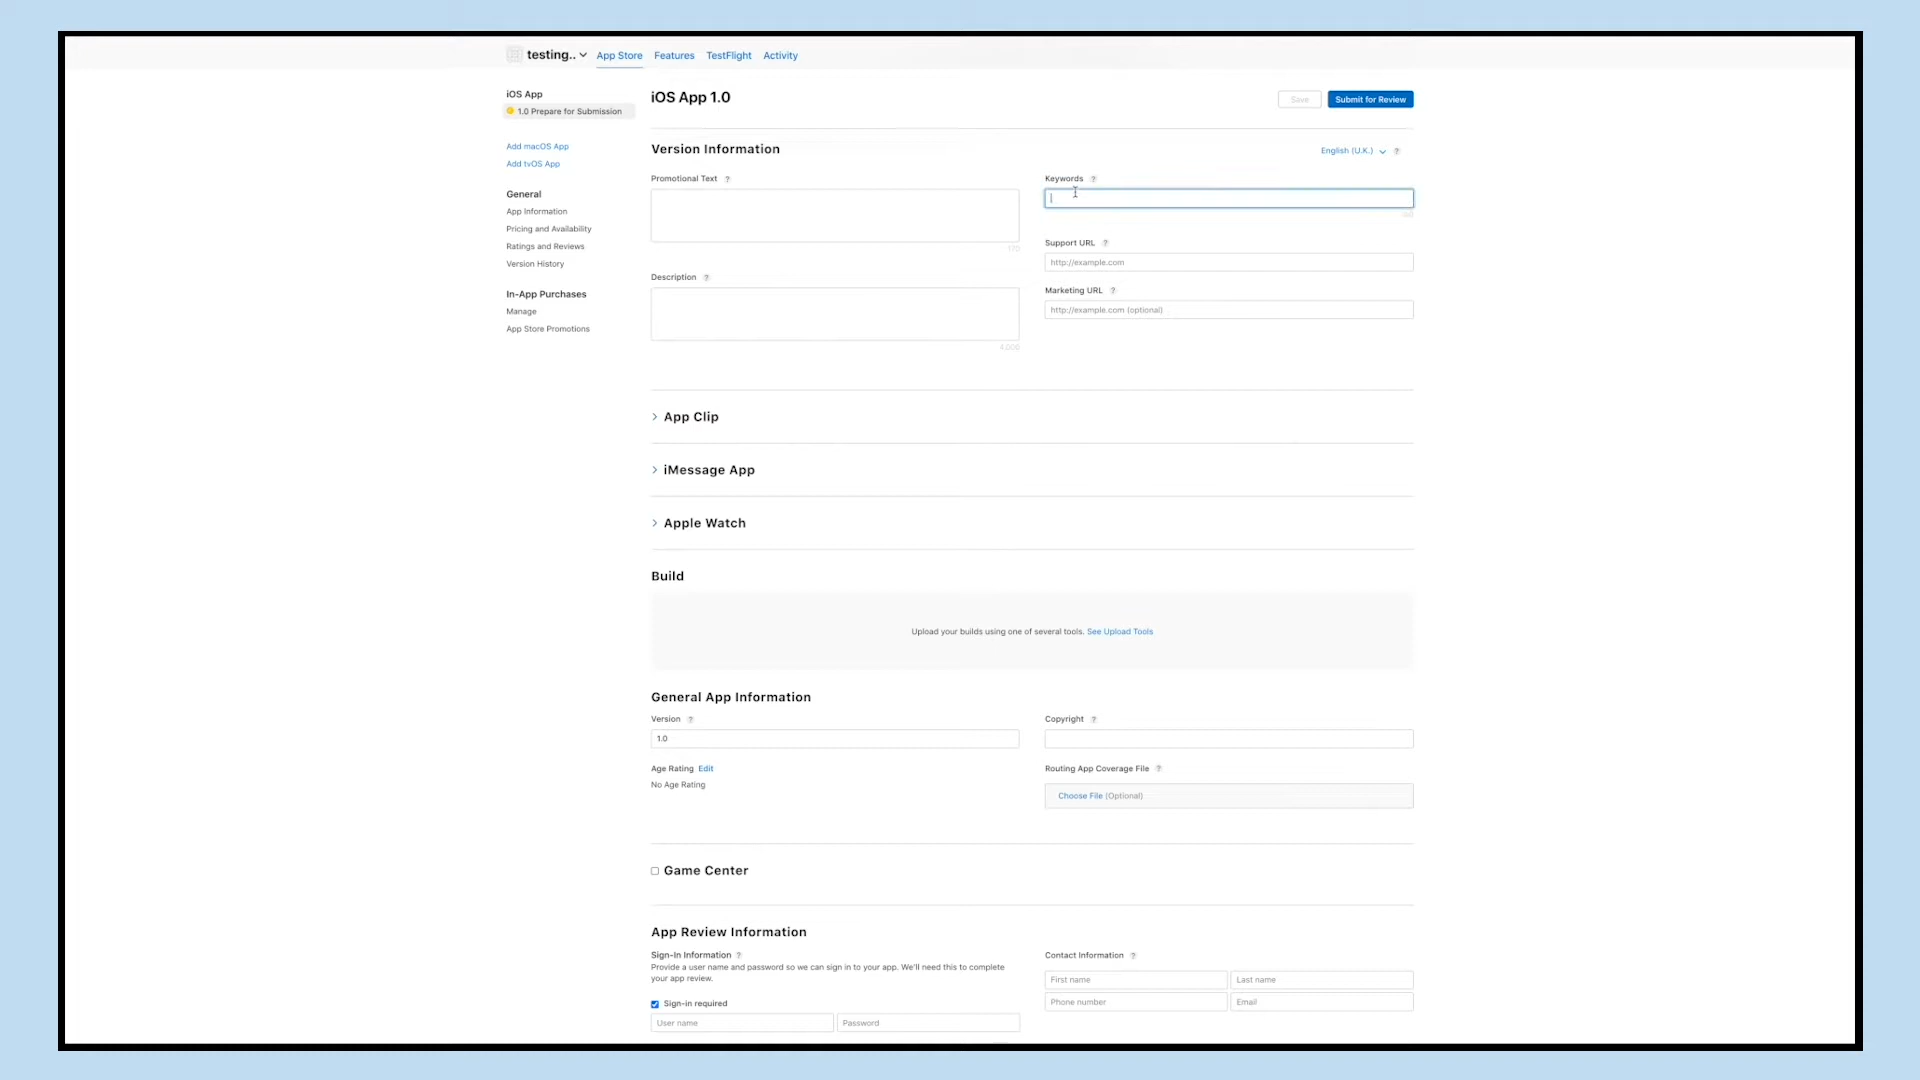 testing.. App Store Features TestFlight Activity
iOS App
1.0 Prepare for Submission
Add macOS App
Add tvOS App
General
App Information
Pricing and Availability
Ratings and Reviews
Version History
In-App Purchases
Manage
App Store Promotions
iOS App 1.0
Save Submit for Review
Version Information
English (U.K.) ?
Promotional Text ?
170
Description ?
4,000
Keywords ?
Support URL ?
http://example.com
Marketing URL ?
http://example.com (optional)
App Clip
iMessage App
Apple Watch
Build
Upload your builds using one of several tools. See Upload Tools
General App Information
Version ?
1.0
Copyright ?
Age Rating Edit
No Age Rating
Routing App Coverage File ?
Choose File (Optional)
Game Center
App Review Information
Sign-In Information ?
Provide a user name and password so we can sign in to your app. We'll need this to complete
your app review.
Sign-in required
User name Password
Contact Information ?
First name Last name
Phone number Email